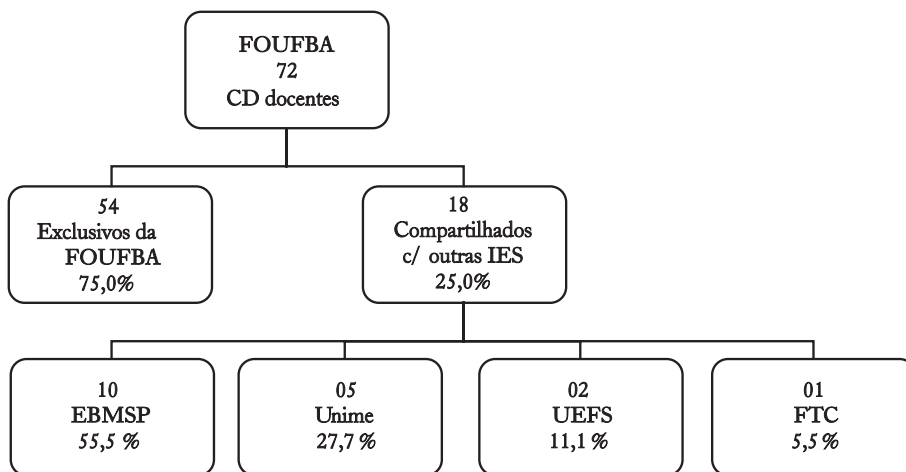 FOUFBA
72
CD docentes
54
Exclusivos da
FOUFBA
75,0%
18
Compartilhados
c/ outras IES
25,0%
10
EBMSP
55,5 %
05
Unime
27,7 %
02
UEFS
11,1 %
01
FTC
5,5 %